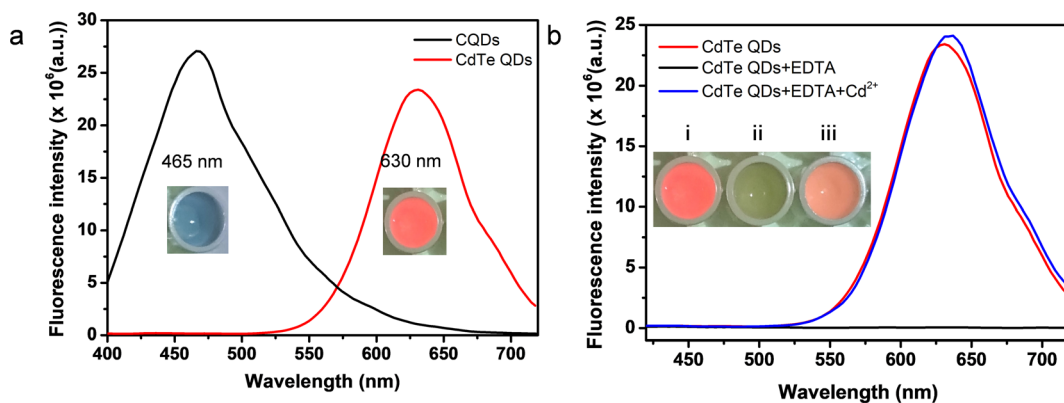 a
30
25
20
15
10
5
0
Fluorescence intensity (x 10⁶(a.u.))
CQDs
CdTe QDs
465 nm
630 nm
400 450 500 550 600 650 700
Wavelength (nm)
b
25
20
15
10
5
0
Fluorescence intensity (x 10⁶(a.u.))
CdTe QDs
CdTe QDs+EDTA
CdTe QDs+EDTA+Cd²⁺
i ii iii
450 500 550 600 650 700
Wavelength (nm)